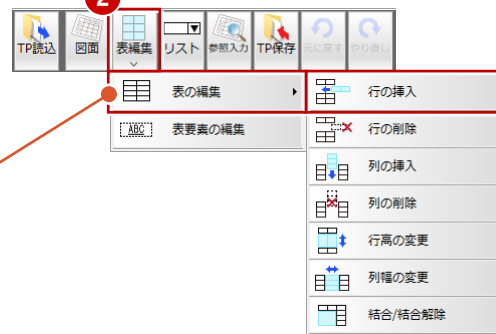 2
TP読込 図面 表編集 リスト 参照入力 TP保存 元に戻す やり直し
表の編集
ABC 表要素の編集
行の挿入
行の削除
列の挿入
列の削除
行高の変更
列幅の変更
結合/結合解除